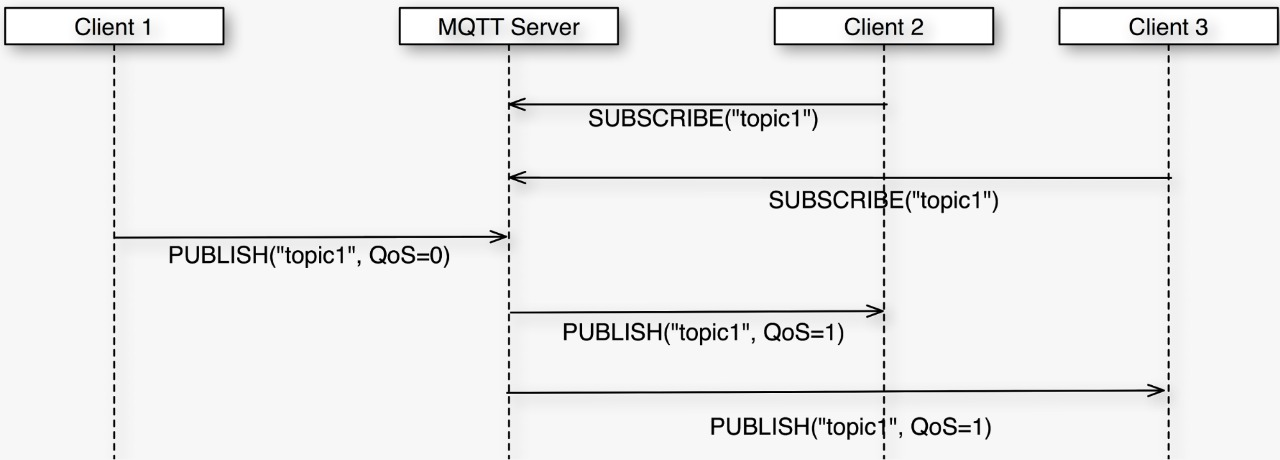 Client 1
MQTT Server
Client 2
Client 3
SUBSCRIBE("topic1")
SUBSCRIBE("topic1")
PUBLISH("topic1", QoS=0)
PUBLISH("topic1", QoS=1)
PUBLISH("topic1", QoS=1)